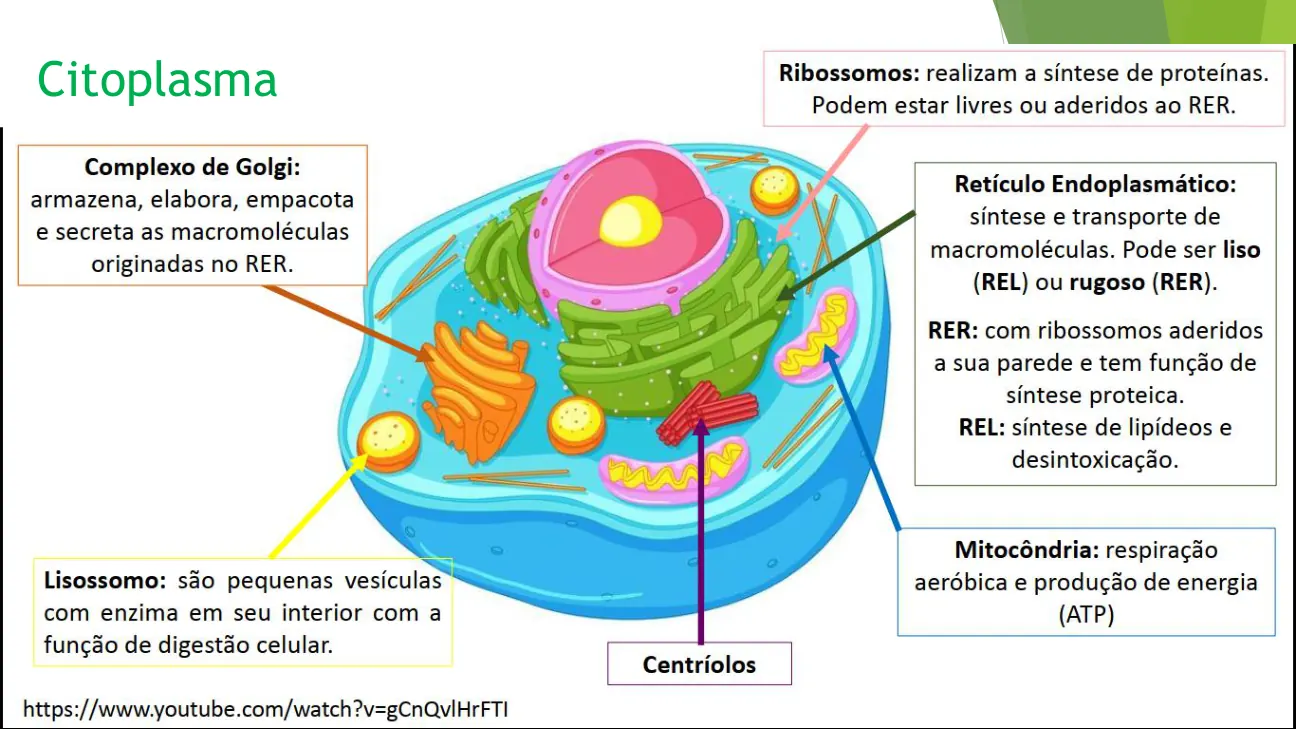 Citoplasma
Ribossomos: realizam a síntese de proteínas.
Podem estar livres ou aderidos ao RER.
Complexo de Golgi:
armazena, elabora, empacota
e secreta as macromoléculas
originadas no RER.
Retículo Endoplasmático:
síntese e transporte de
macromoléculas. Pode ser liso
(REL) ou rugoso (RER).
RER: com ribossomos aderidos
a sua parede e tem função de
síntese proteica.
REL: síntese de lipídeos e
desintoxicação.
Mitocôndria: respiração
aeróbica e produção de energia
(ATP)
Lisossomo: são pequenas vesículas
com enzima em seu interior com a
função de digestão celular.
Centríolos
https://www.youtube.com/watch?v=gCnQvlHrFTI